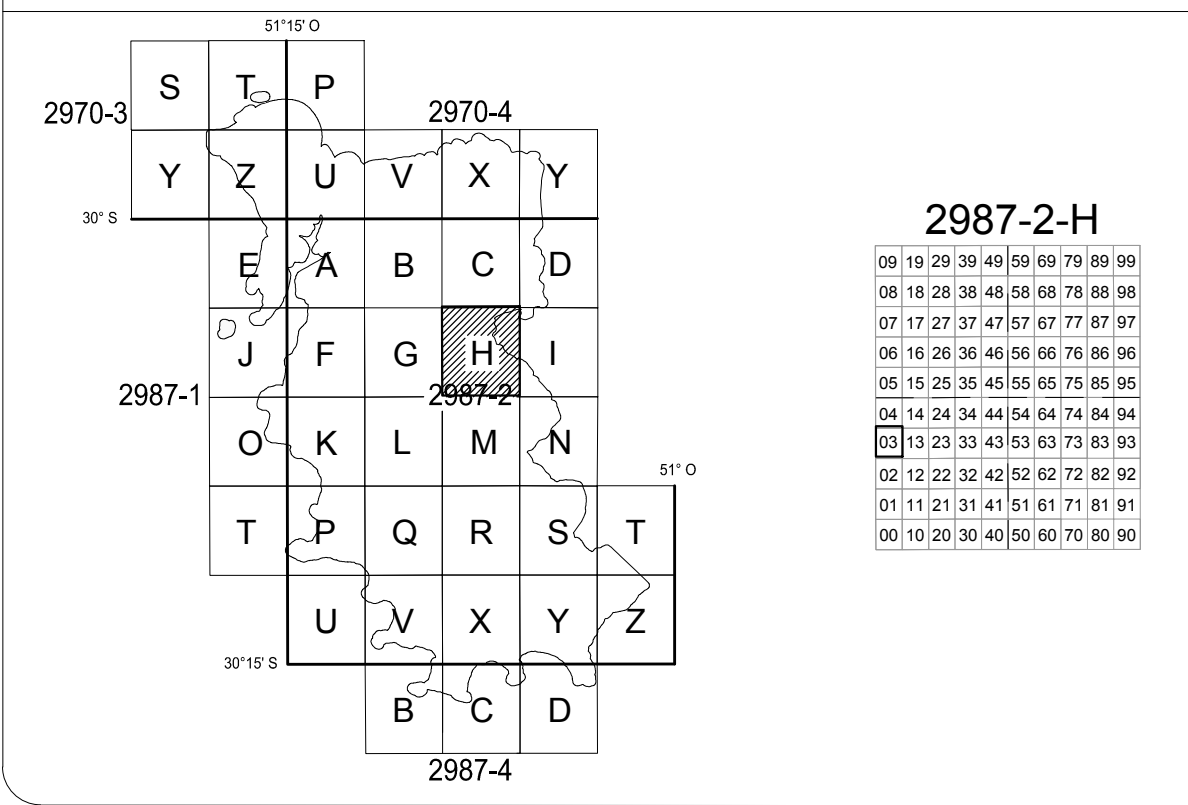 51°15' O
S T P
2970-3 2970-4
Y Z U V X Y
30° S
E A B C D
J F G H I
2987-1 2987-2
O K L M N
51° O
T P Q R S T
U V X Y Z
30°15' S
B C D
2987-4
2987-2-H
09 19 29 39 49 59 69 79 89 99
08 18 28 38 48 58 68 78 88 98
07 17 27 37 47 57 67 77 87 97
06 16 26 36 46 56 66 76 86 96
05 15 25 35 45 55 65 75 85 95
04 14 24 34 44 54 64 74 84 94
03 13 23 33 43 53 63 73 83 93
02 12 22 32 42 52 62 72 82 92
01 11 21 31 41 51 61 71 81 91
00 10 20 30 40 50 60 70 80 90